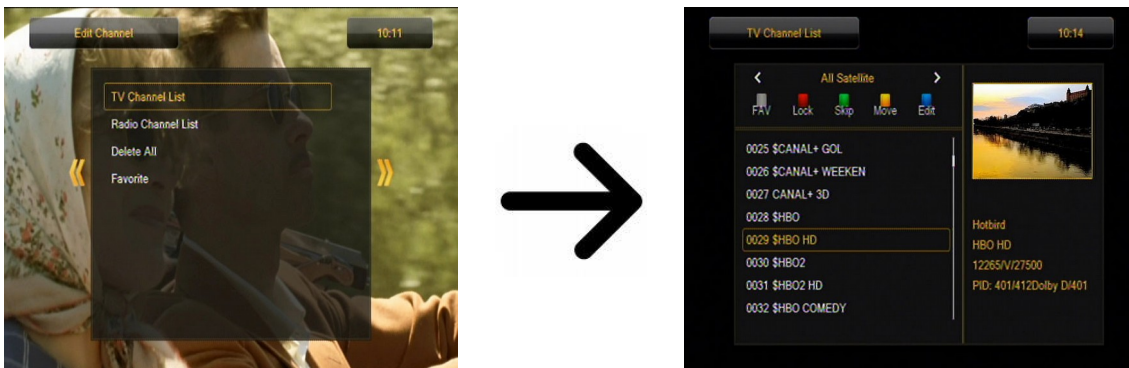 Edit Channel
10:11
TV Channel List
Radio Channel List
Delete All
Favorite
TV Channel List
10:14
All Satellite
FAV Lock Skip Move Edit
0025 $CANAL+ GOL
0026 $CANAL+ WEEKEN
0027 CANAL+ 3D
0028 $HBO
0029 $HBO HD
0030 $HBO2
0031 $HBO2 HD
0032 $HBO COMEDY
Hotbird
HBO HD
12265/V/27500
PID: 401/412Dolby D/401